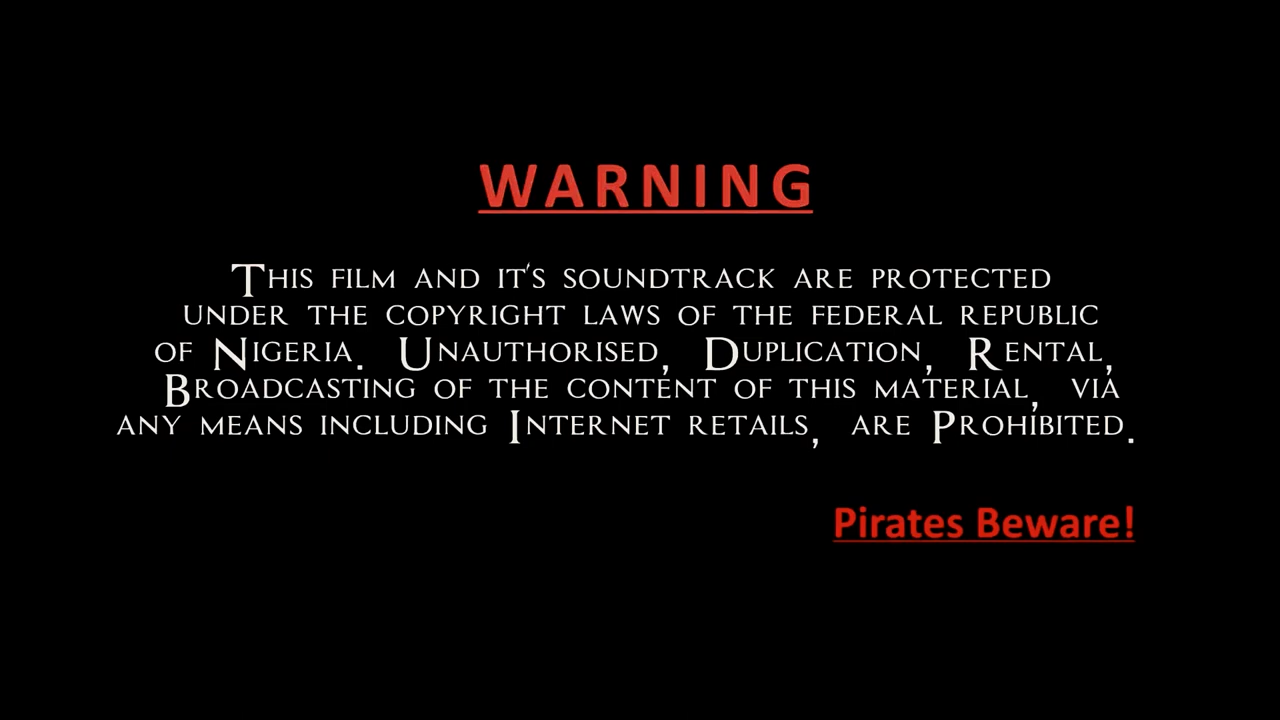 WARNING
This film and it's soundtrack are protected
under the copyright laws of the federal republic
of Nigeria. Unauthorised, Duplication, Rental,
Broadcasting of the content of this material, via
any means including Internet retails, are Prohibited.
Pirates Beware!